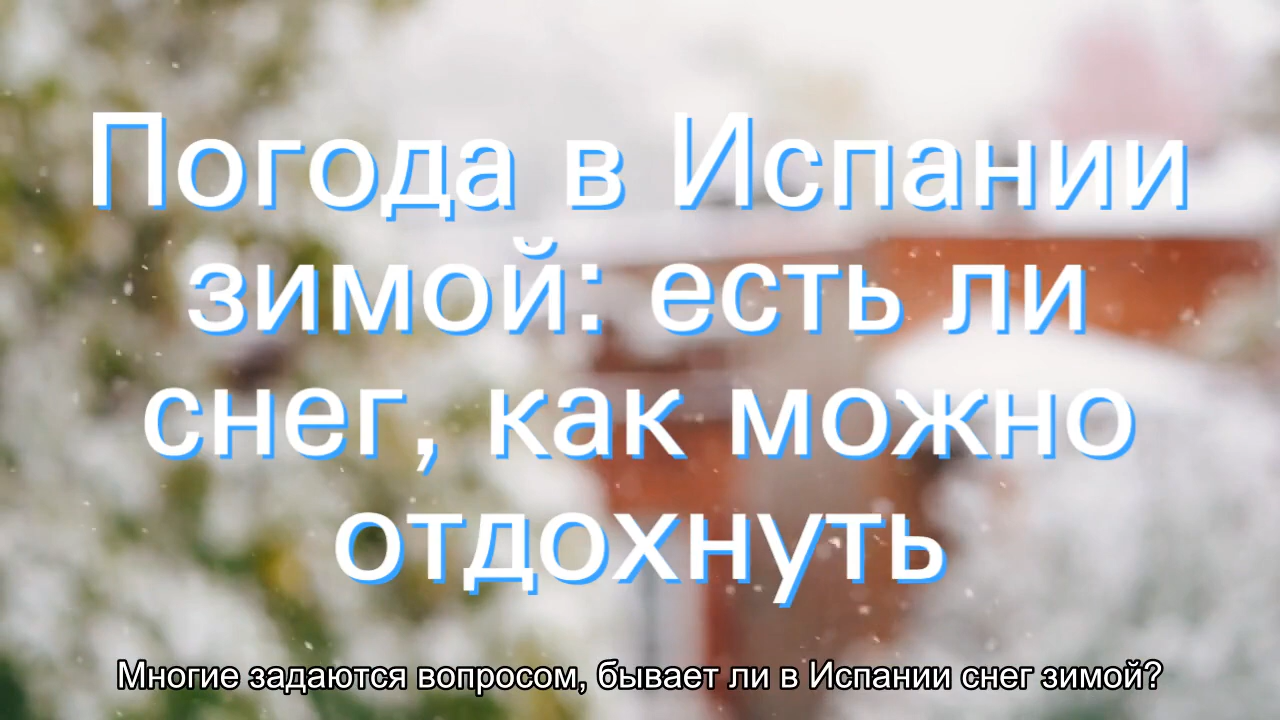 Погода в Испании
зимой: есть ли
снег, как можно
отдохнуть
Многие задаются вопросом, бывает ли в Испании снег зимой?